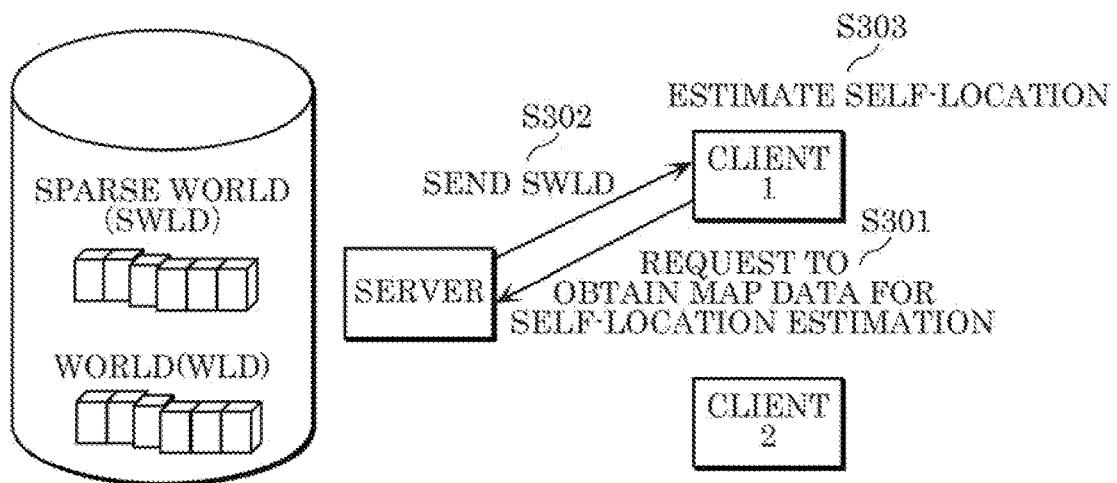 SPARSE WORLD
(SWLD)
WORLD(WLD)
SERVER
S302
SEND SWLD
S303
ESTIMATE SELF-LOCATION
CLIENT
1
S301
REQUEST TO
OBTAIN MAP DATA FOR
SELF-LOCATION ESTIMATION
CLIENT
2